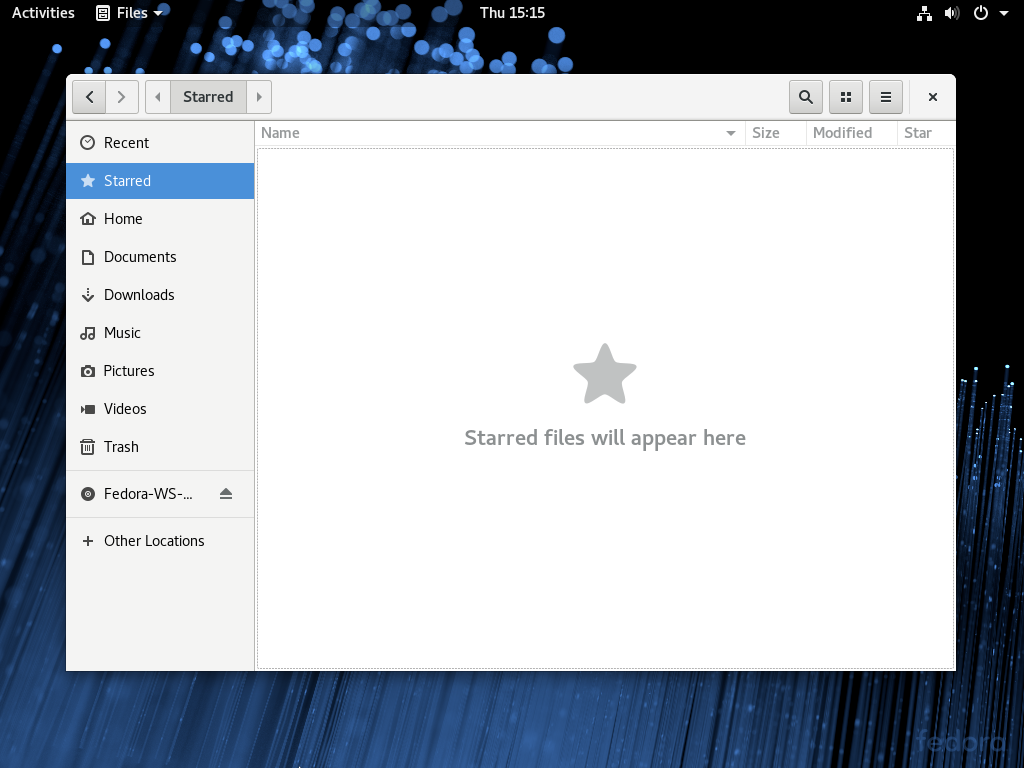 Activities Files Thu 15:15
Starred
Name Size Modified Star
Recent
Starred
Home
Documents
Downloads
Music
Pictures
Videos
Trash
Fedora-WS-...
Other Locations
Starred files will appear here
fedora